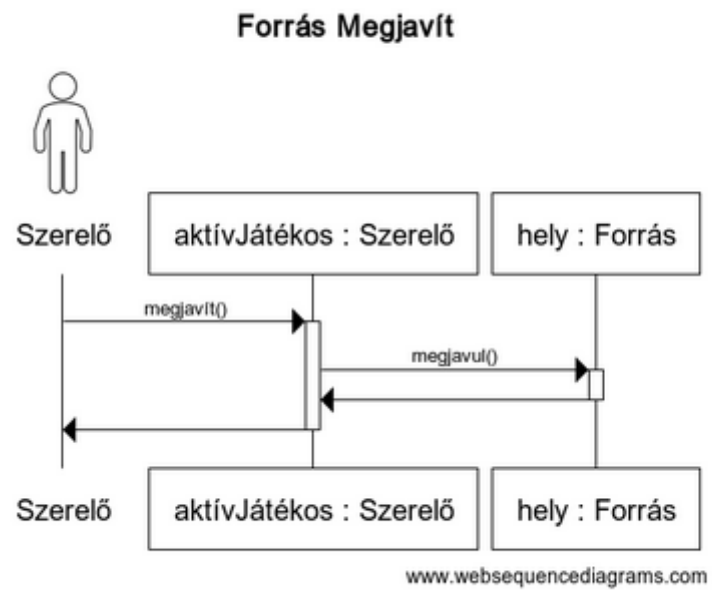 Forrás Megjavít
Szerelő
aktívJátékos : Szerelő
hely : Forrás
megjavít()
megjavul()
Szerelő
aktívJátékos : Szerelő
hely : Forrás
www.websequencediagrams.com